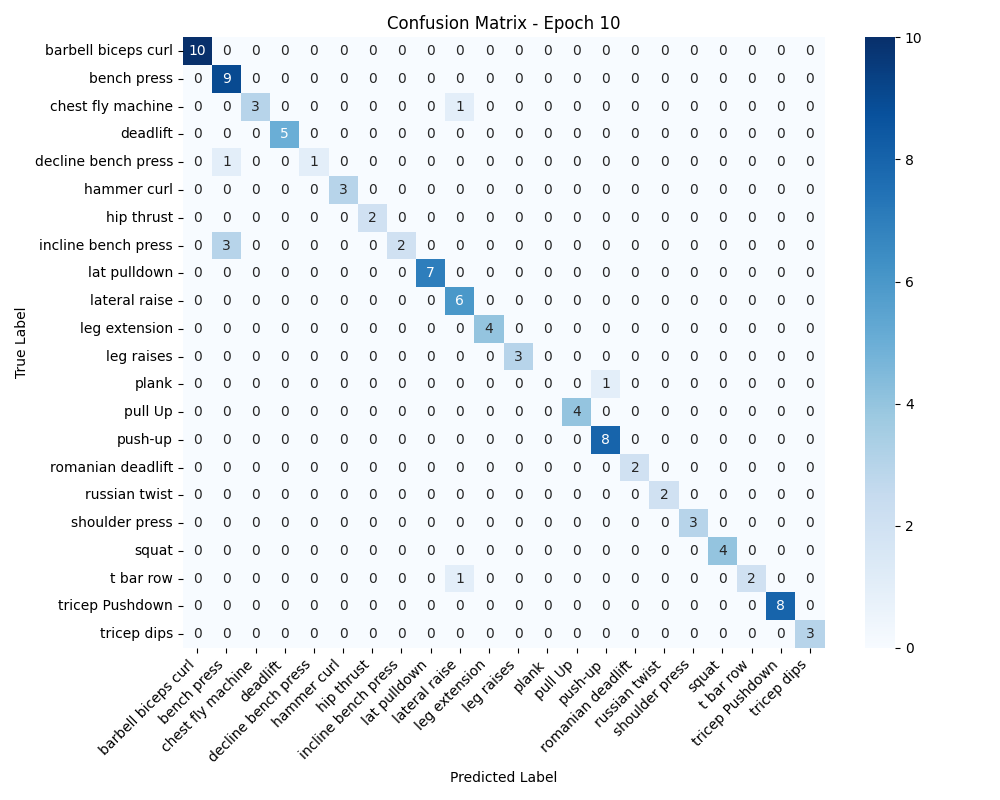 Confusion Matrix - Epoch 10
barbell biceps curl 10 0 0 0 0 0 0 0 0 0 0 0 0 0 0 0 0 0 0 0 0 0
bench press 0 9 0 0 0 0 0 0 0 0 0 0 0 0 0 0 0 0 0 0 0 0
chest fly machine 0 0 3 0 0 0 0 0 0 1 0 0 0 0 0 0 0 0 0 0 0 0
deadlift 0 0 0 5 0 0 0 0 0 0 0 0 0 0 0 0 0 0 0 0 0 0
decline bench press 0 1 0 0 1 0 0 0 0 0 0 0 0 0 0 0 0 0 0 0 0 0
hammer curl 0 0 0 0 0 3 0 0 0 0 0 0 0 0 0 0 0 0 0 0 0 0
hip thrust 0 0 0 0 0 0 2 0 0 0 0 0 0 0 0 0 0 0 0 0 0 0
incline bench press 0 3 0 0 0 0 0 2 0 0 0 0 0 0 0 0 0 0 0 0 0 0
lat pulldown 0 0 0 0 0 0 0 0 7 0 0 0 0 0 0 0 0 0 0 0 0 0
lateral raise 0 0 0 0 0 0 0 0 0 6 0 0 0 0 0 0 0 0 0 0 0 0
leg extension 0 0 0 0 0 0 0 0 0 0 4 0 0 0 0 0 0 0 0 0 0 0
leg raises 0 0 0 0 0 0 0 0 0 0 0 3 0 0 0 0 0 0 0 0 0 0
plank 0 0 0 0 0 0 0 0 0 0 0 0 0 0 1 0 0 0 0 0 0 0
pull Up 0 0 0 0 0 0 0 0 0 0 0 0 0 4 0 0 0 0 0 0 0 0
push-up 0 0 0 0 0 0 0 0 0 0 0 0 0 0 8 0 0 0 0 0 0 0
romanian deadlift 0 0 0 0 0 0 0 0 0 0 0 0 0 0 0 2 0 0 0 0 0 0
russian twist 0 0 0 0 0 0 0 0 0 0 0 0 0 0 0 0 2 0 0 0 0 0
shoulder press 0 0 0 0 0 0 0 0 0 0 0 0 0 0 0 0 0 3 0 0 0 0
squat 0 0 0 0 0 0 0 0 0 0 0 0 0 0 0 0 0 0 4 0 0 0
t bar row 0 0 0 0 0 0 0 0 0 1 0 0 0 0 0 0 0 0 0 2 0 0
tricep Pushdown 0 0 0 0 0 0 0 0 0 0 0 0 0 0 0 0 0 0 0 0 8 0
tricep dips 0 0 0 0 0 0 0 0 0 0 0 0 0 0 0 0 0 0 0 0 0 3
True Label
barbell biceps curl
bench press
chest fly machine
deadlift
decline bench press
hammer curl
hip thrust
incline bench press
lat pulldown
lateral raise
leg extension
leg raises
plank
pull Up
push-up
romanian deadlift
russian twist
shoulder press
squat
t bar row
tricep Pushdown
tricep dips
Predicted Label
10
8
6
4
2
0